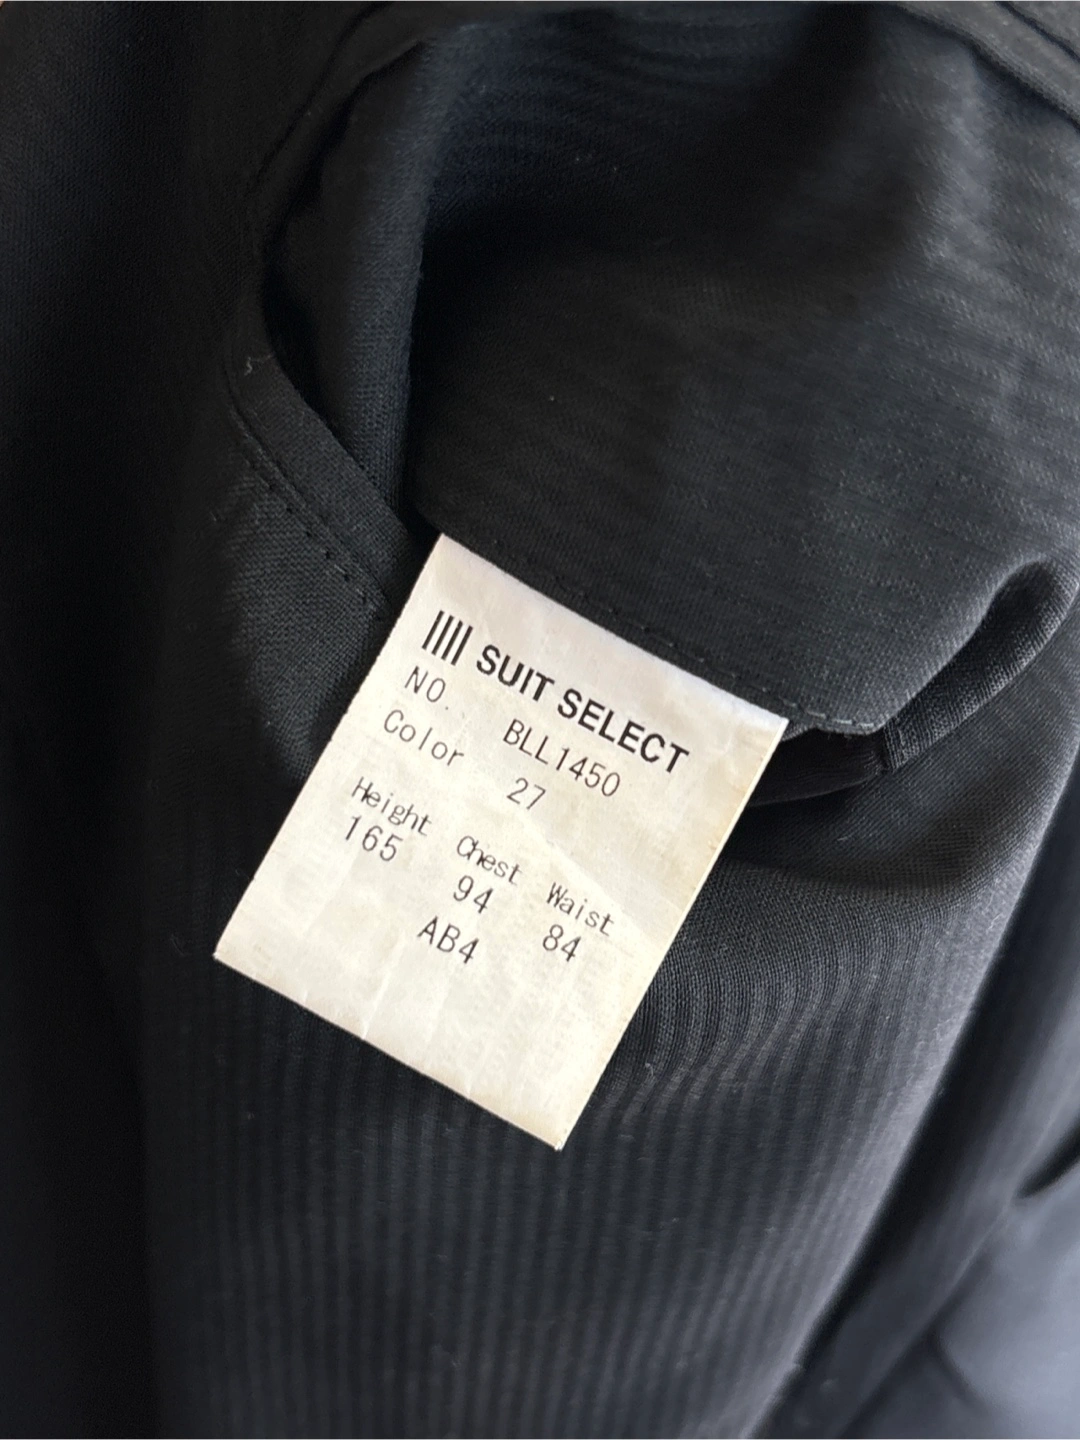 SUIT SELECT
NO. BLL1450
Color 27
Height Chest Waist
165 94 84
AB4